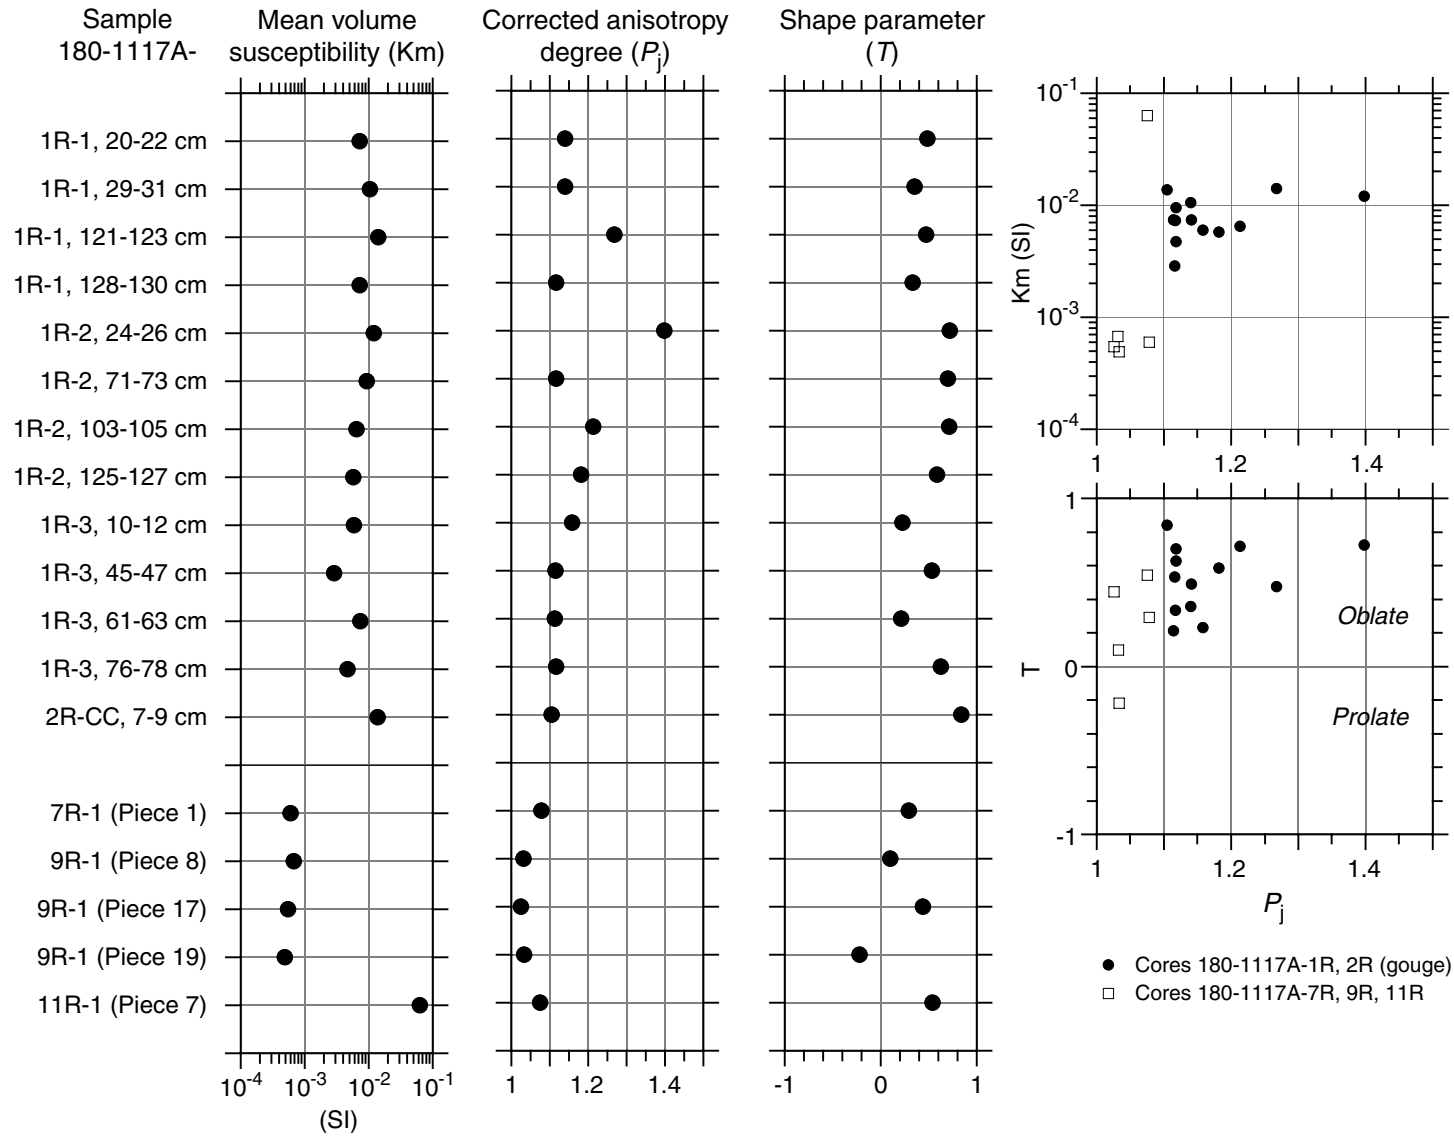 Sample
180-1117A-
Mean volume
susceptibility (Km)
Corrected anisotropy
degree (Pj)
Shape parameter
(T)
1R-1, 20-22 cm
1R-1, 29-31 cm
1R-1, 121-123 cm
1R-1, 128-130 cm
1R-2, 24-26 cm
1R-2, 71-73 cm
1R-2, 103-105 cm
1R-2, 125-127 cm
1R-3, 10-12 cm
1R-3, 45-47 cm
1R-3, 61-63 cm
1R-3, 76-78 cm
2R-CC, 7-9 cm
7R-1 (Piece 1)
9R-1 (Piece 8)
9R-1 (Piece 17)
9R-1 (Piece 19)
11R-1 (Piece 7)
10-4 10-3 10-2 10-1
(SI)
1 1.2 1.4
-1 0 1
10-1
10-2
10-3
10-4
Km (SI)
1 1.2 1.4
1
0
-1
T
Oblate
Prolate
1 1.2 1.4
Pj
Cores 180-1117A-1R, 2R (gouge)
Cores 180-1117A-7R, 9R, 11R